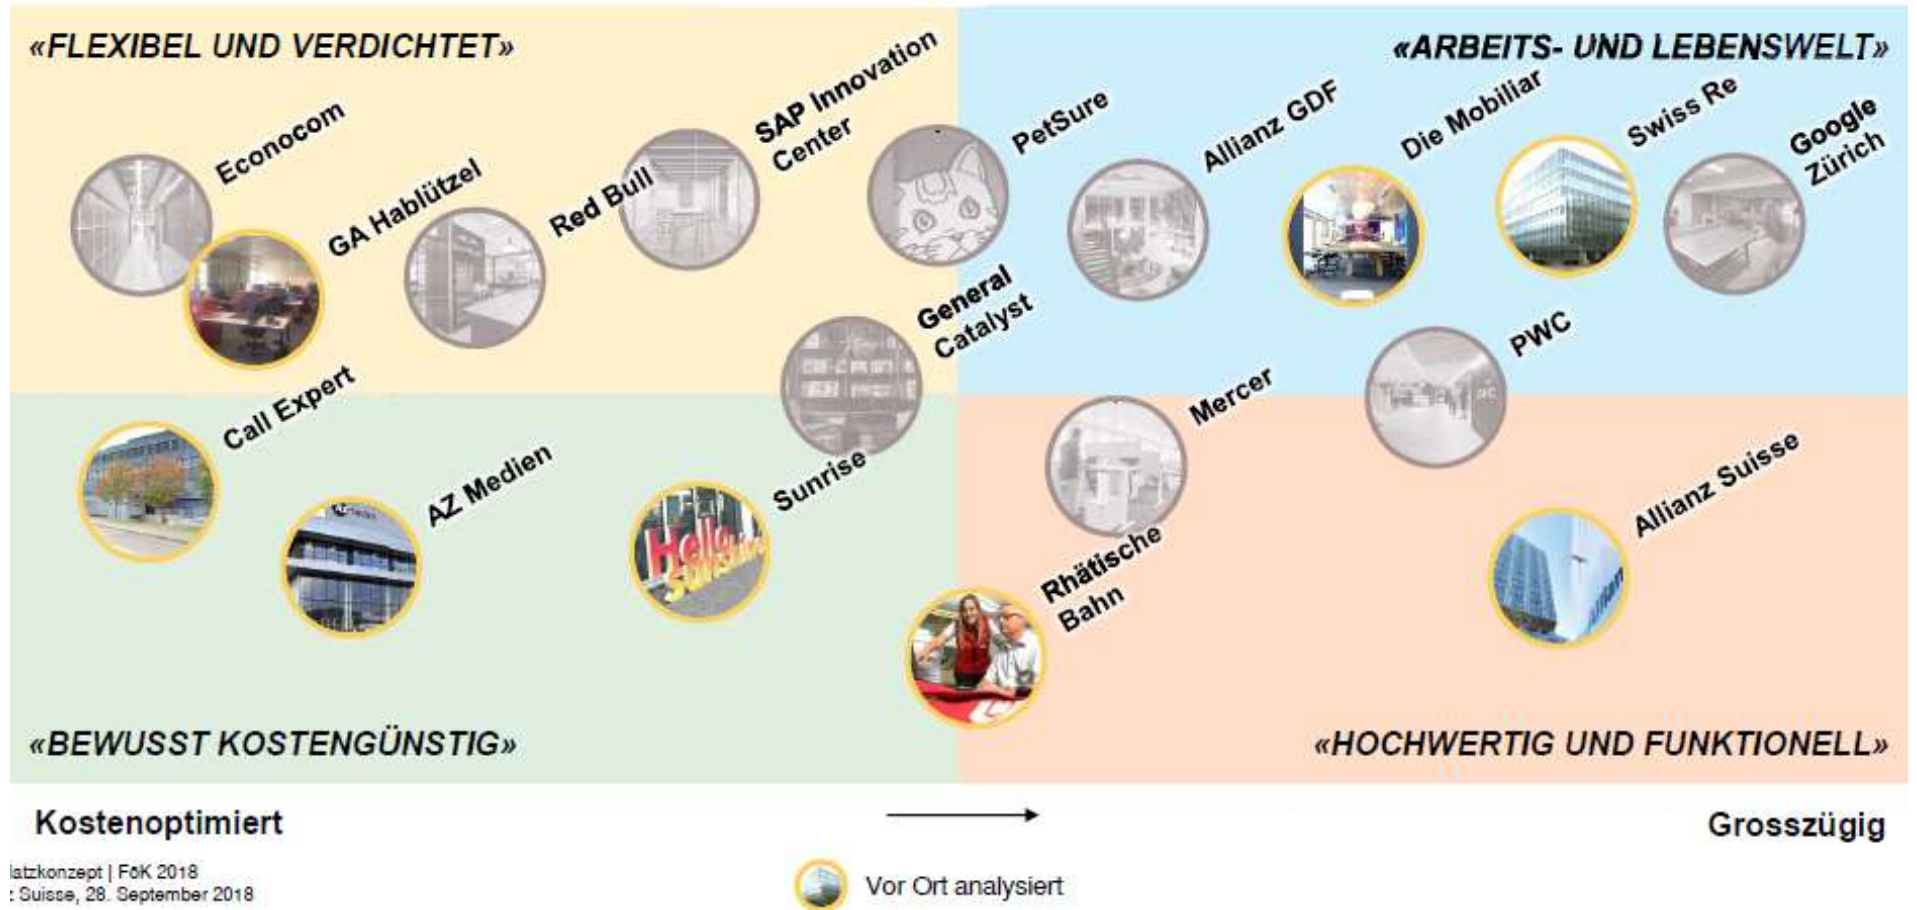 «FLEXIBEL UND VERDICHTET»
«ARBEITS- UND LEBENSWELT»
Econocom
GA Hablützel
Red Bull
SAP Innovation
Center
PetSure
General
Catalyst
Allianz GDF
Die Mobiliar
Swiss Re
Google
Zürich
PWC
Mercer
Call Expert
AZ Medien
Sunrise
Hello
Sunshine
Rhätische
Bahn
Allianz Suisse
«BEWUSST KOSTENGÜNSTIG»
«HOCHWERTIG UND FUNKTIONELL»
Kostenoptimiert
Grosszügig
latzkonzept | FöK 2018
: Suisse, 28. September 2018
Vor Ort analysiert